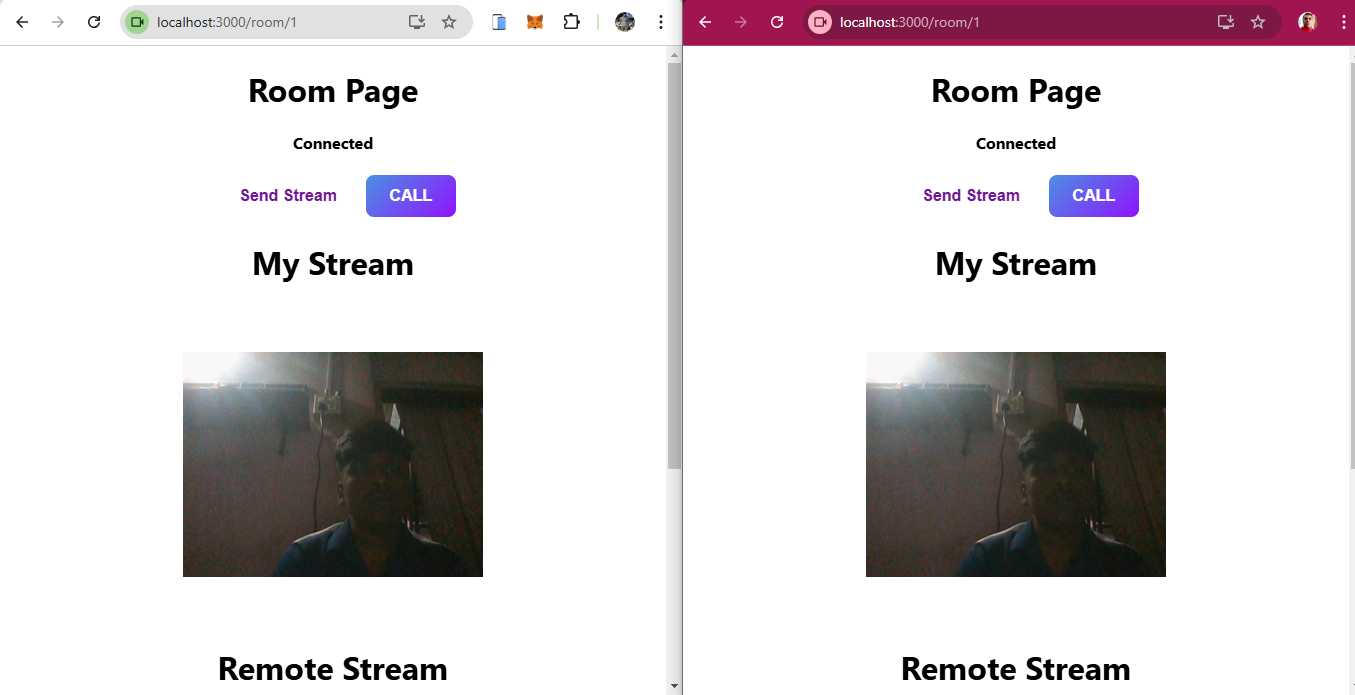 localhost:3000/room/1
Room Page
Connected
Send Stream CALL
My Stream
Remote Stream
localhost:3000/room/1
Room Page
Connected
Send Stream CALL
My Stream
Remote Stream